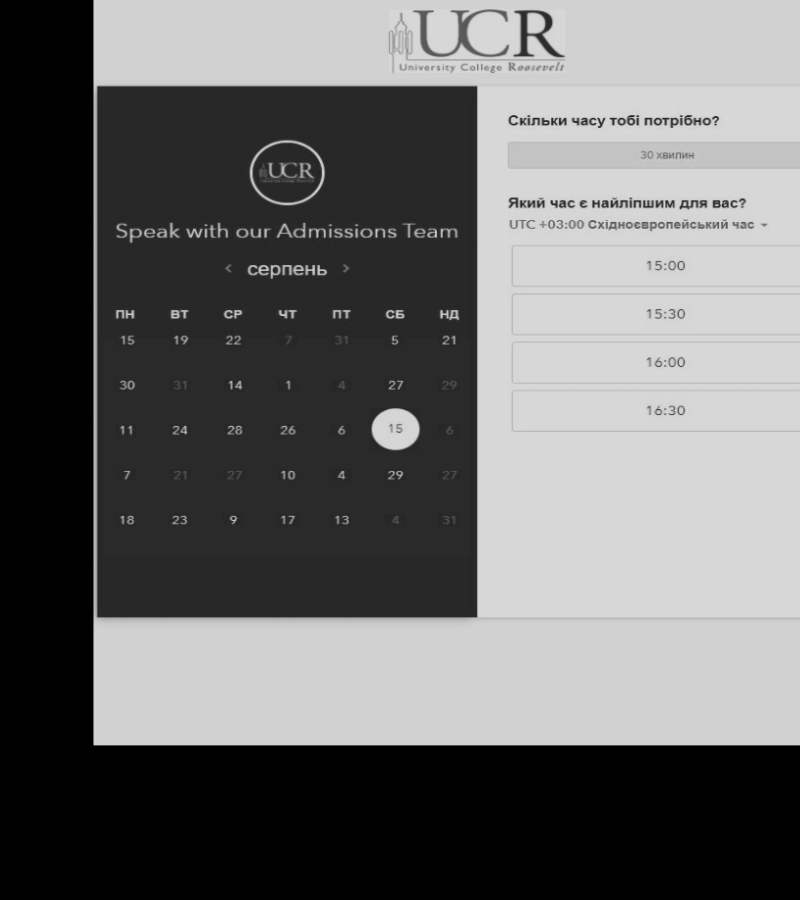 UCR
University College Roosevelt
UCR
Speak with our Admissions Team
< серпень >
ПН ВТ СР ЧТ ПТ СБ НД
15 19 22 7 31 5 21
30 31 14 1 4 27 29
11 24 28 26 6 15 6
7 21 27 10 4 29 27
18 23 9 17 13 4 31
Скільки часу тобі потрібно?
30 хвилин
Який час є найліпшим для вас?
UTC +03:00 Східноєвропейський час
15:00
15:30
16:00
16:30